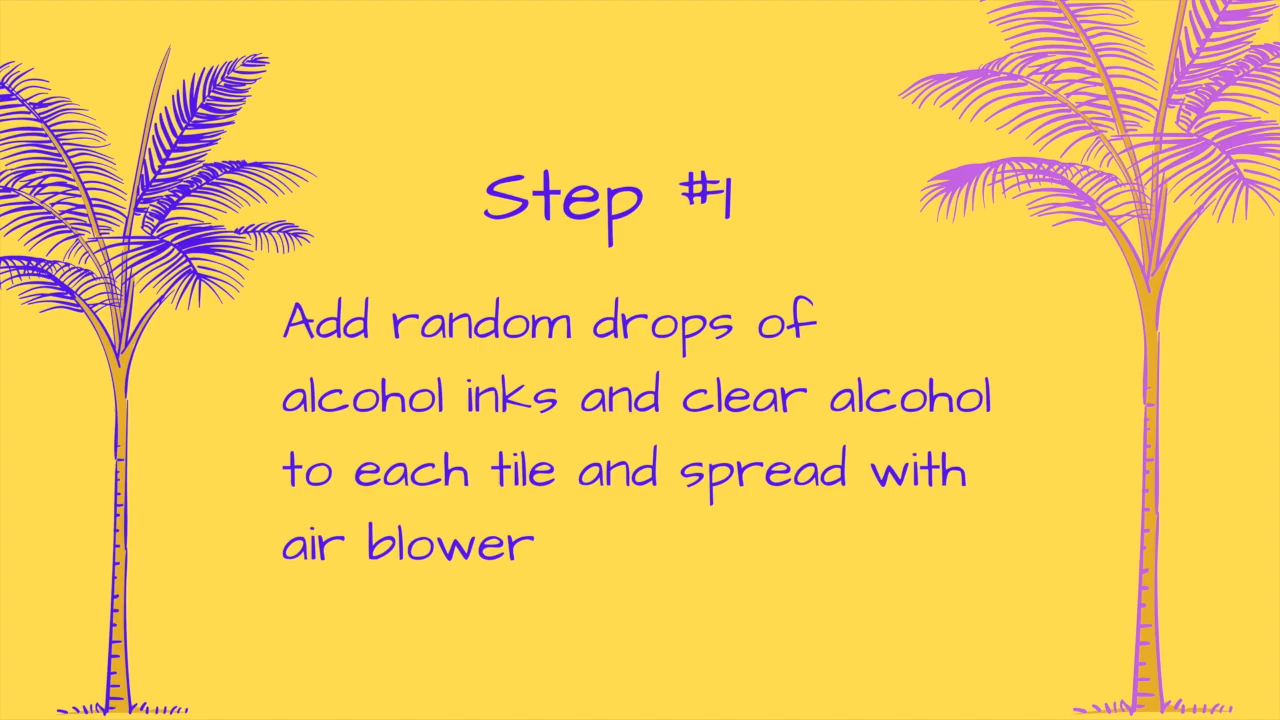 Step #1
Add random drops of
alcohol inks and clear alcohol
to each tile and spread with
air blower